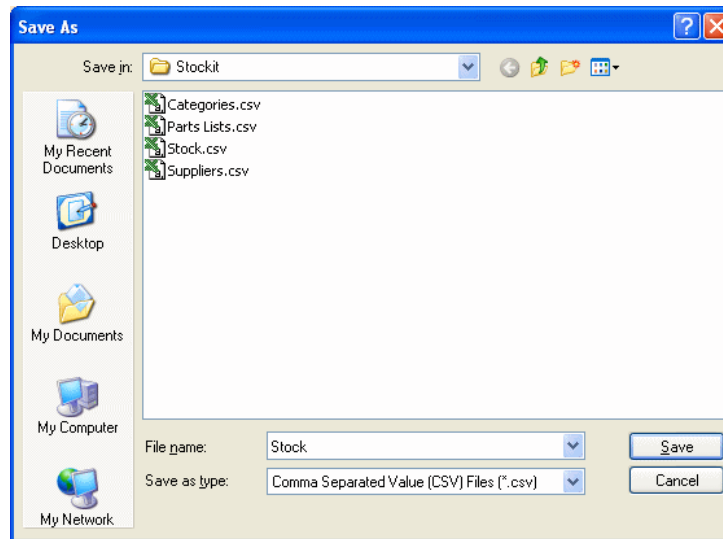 Save As
Save in: Stockit
Categories.csv
Parts Lists.csv
Stock.csv
Suppliers.csv
My Recent
Documents
Desktop
My Documents
My Computer
My Network
File name: Stock Save
Save as type: Comma Separated Value (CSV) Files (*.csv) Cancel